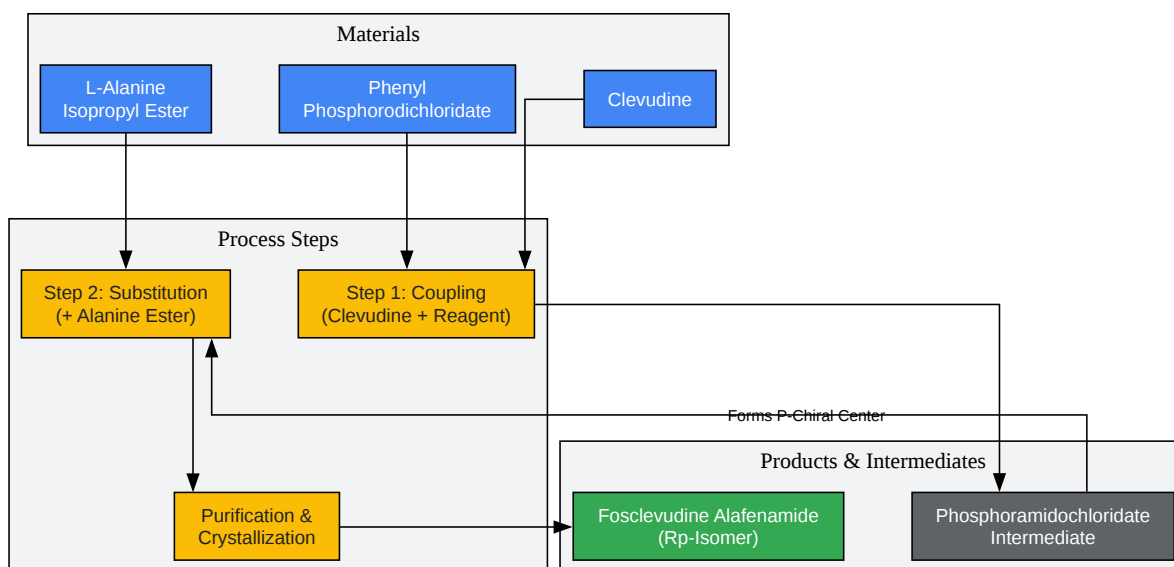 Materials
L-Alanine
Isopropyl Ester
Phenyl
Phosphorodichloridate
Clevudine
Process Steps
Step 2: Substitution
(+ Alanine Ester)
Step 1: Coupling
(Clevudine + Reagent)
Forms P-Chiral Center
Products & Intermediates
Purification &
Crystallization
Fosclevudine Alafenamide
(Rp-Isomer)
Phosphoramidochloridate
Intermediate